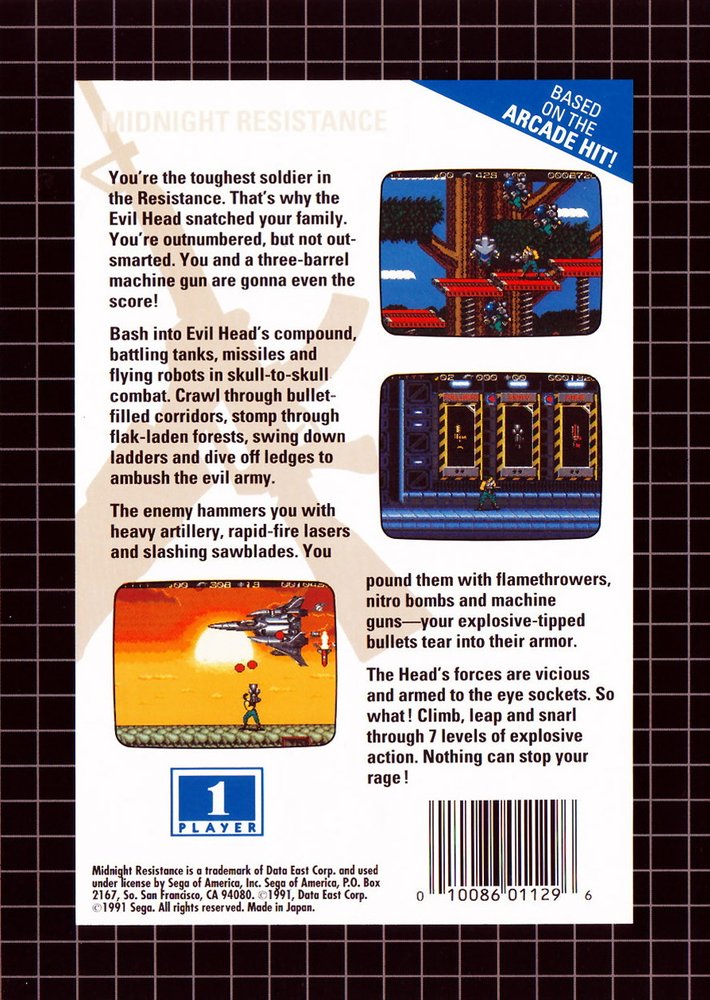 BASED
ON THE
ARCADE HIT!
MIDNIGHT RESISTANCE
You're the toughest soldier in
the Resistance. That's why the
Evil Head snatched your family.
You're outnumbered, but not out-
smarted. You and a three-barrel
machine gun are gonna even the
score!
Bash into Evil Head's compound,
battling tanks, missiles and
flying robots in skull-to-skull
combat. Crawl through bullet-
filled corridors, stomp through
flak-laden forests, swing down
ladders and dive off ledges to
ambush the evil army.
The enemy hammers you with
heavy artillery, rapid-fire lasers
and slashing sawblades. You
pound them with flamethrowers,
nitro bombs and machine
guns—your explosive-tipped
bullets tear into their armor.
The Head's forces are vicious
and armed to the eye sockets. So
what! Climb, leap and snarl
through 7 levels of explosive
action. Nothing can stop your
rage!
1
PLAYER
Midnight Resistance is a trademark of Data East Corp. and used
under license by Sega of America, Inc. Sega of America, P.O. Box
2167, So. San Francisco, CA 94080. ©1991, Data East Corp.
©1991 Sega. All rights reserved. Made in Japan.
0 10086 01129 6